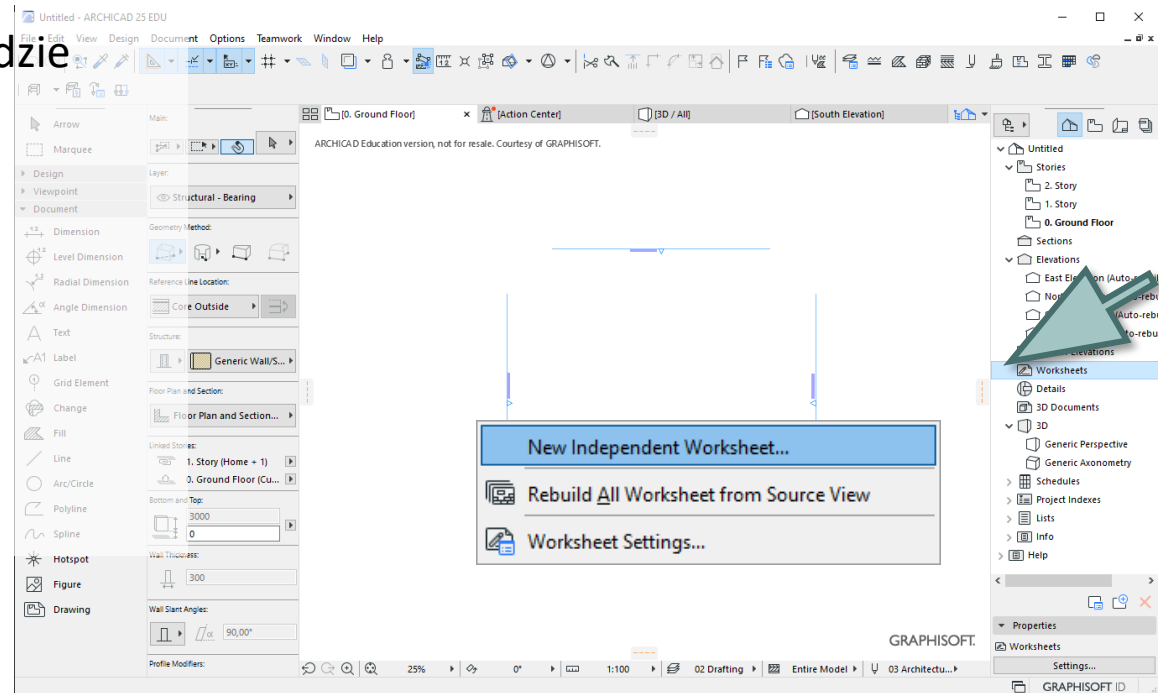 Untitled - ARCHICAD 25 EDU
dzie
File Edit View Design Document Options Teamwork Window Help
[0. Ground Floor] [Action Center] [3D / All] [South Elevation]
ARCHICAD Education version, not for resale. Courtesy of GRAPHISOFT.
Arrow
Marquee
Design
Viewpoint
Document
Dimension
Level Dimension
Radial Dimension
Angle Dimension
Text
Label
Grid Element
Change
Fill
Line
Arc/Circle
Polyline
Spline
Hotspot
Figure
Drawing
Main:
Layer:
Structural - Bearing
Geometry Method:
Reference Line Location:
Core Outside
Structure:
Generic Wall/S...
Floor Plan and Section:
Floor Plan and Section...
Linked Stories:
1. Story (Home + 1)
0. Ground Floor (Cu...
Bottom and Top:
3000
0
Wall Thickness:
300
Wall Slant Angles:
90,00°
Profile Modifiers:
New Independent Worksheet...
Rebuild All Worksheet from Source View
Worksheet Settings...
GRAPHISOFT.
25% 0° 1:100 02 Drafting Entire Model 03 Architectu...
Untitled
Stories
2. Story
1. Story
0. Ground Floor
Sections
Elevations
East Elevation (Auto-rebuil
Elevations
Worksheets
Details
3D Documents
3D
Generic Perspective
Generic Axonometry
Schedules
Project Indexes
Lists
Info
Help
Properties
Worksheets
Settings...
GRAPHISOFT ID